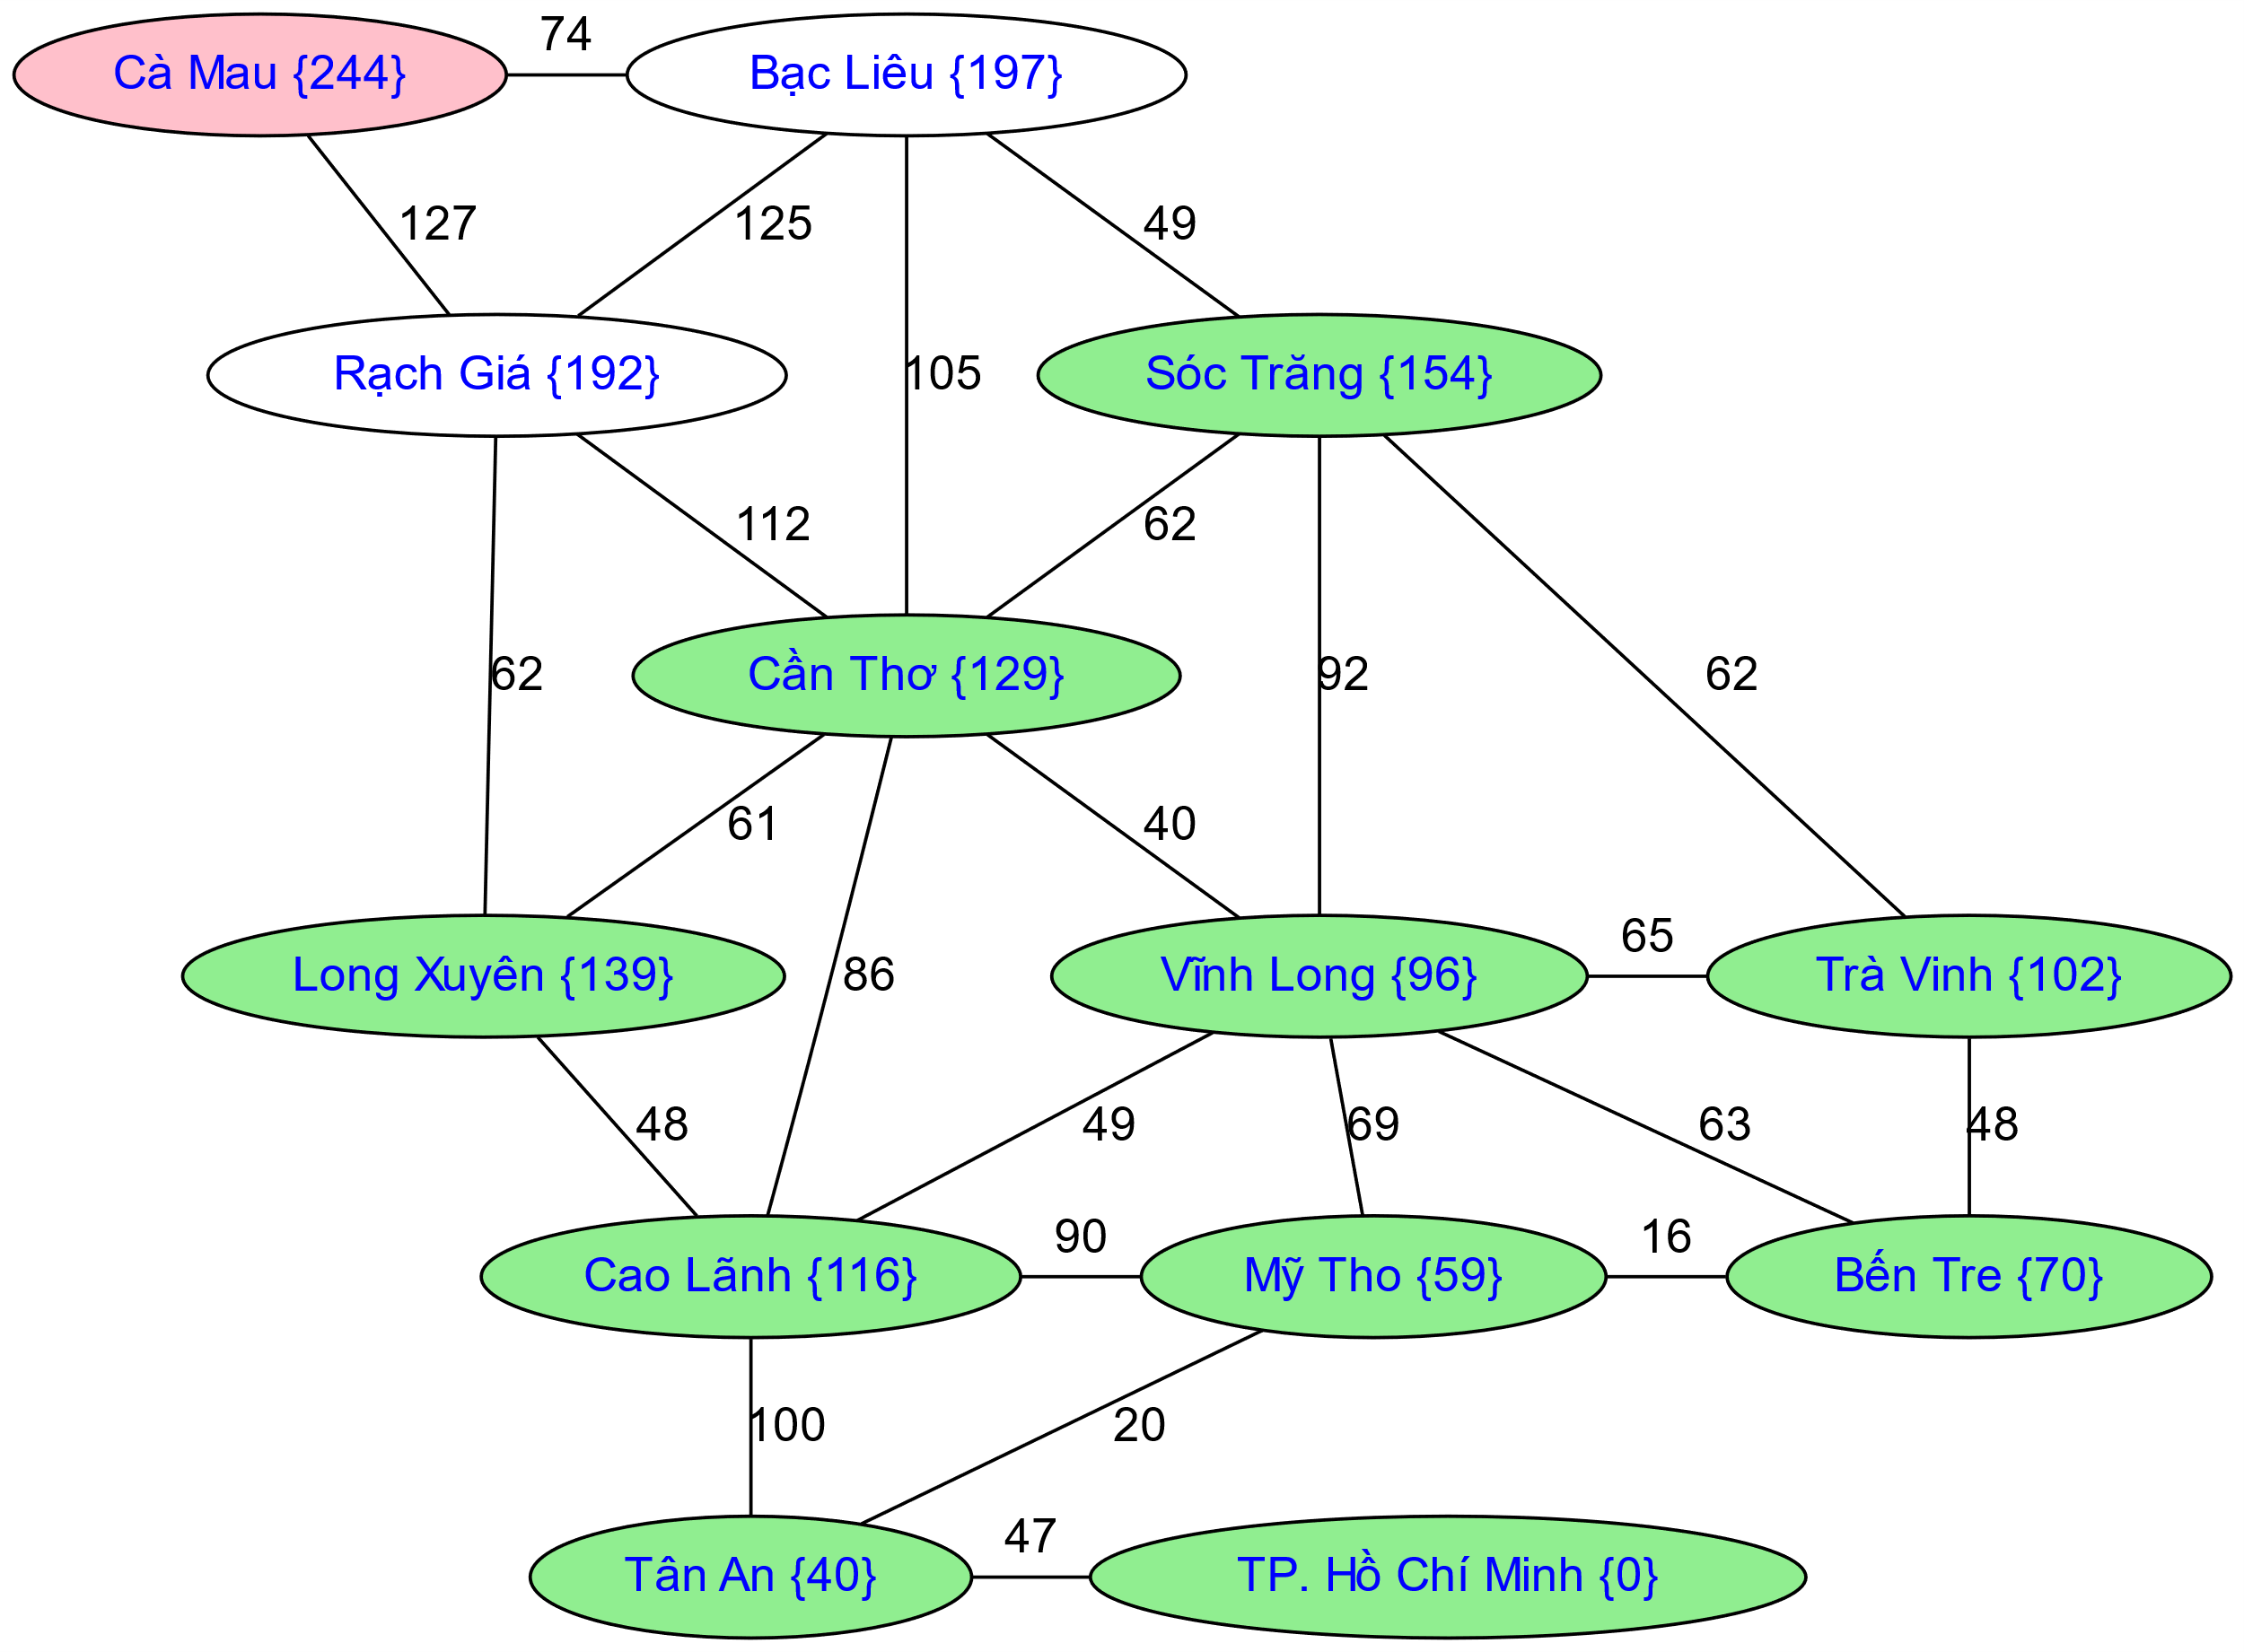 Cà Mau {244}
74
Bạc Liêu {197}
127
125
49
Rạch Giá {192}
105
Sóc Trăng {154}
112
62
62
Cần Thơ {129}
92
62
61
40
Long Xuyên {139}
86
Vĩnh Long {96}
65
Trà Vinh {102}
48
49
69
63
48
Cao Lãnh {116}
90
Mỹ Tho {59}
16
Bến Tre {70}
100
20
Tân An {40}
47
TP. Hồ Chí Minh {0}